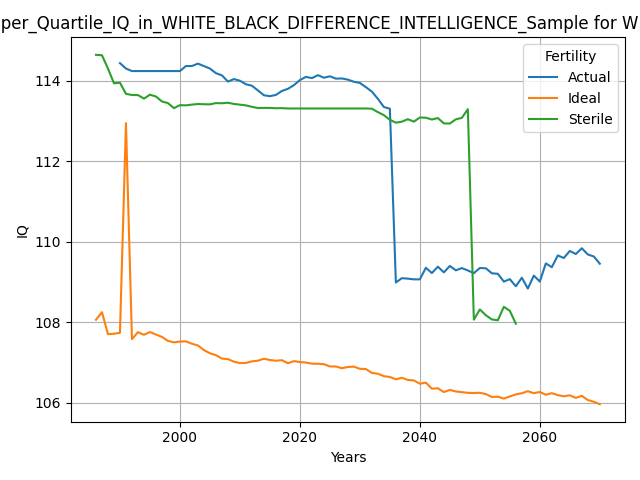 per_Quartile_IQ_in_WHITE_BLACK_DIFFERENCE_INTELLIGENCE_Sample for W
Fertility
Actual
Ideal
Sterile
114
112
110
108
106
IQ
2000 2020 2040 2060
Years